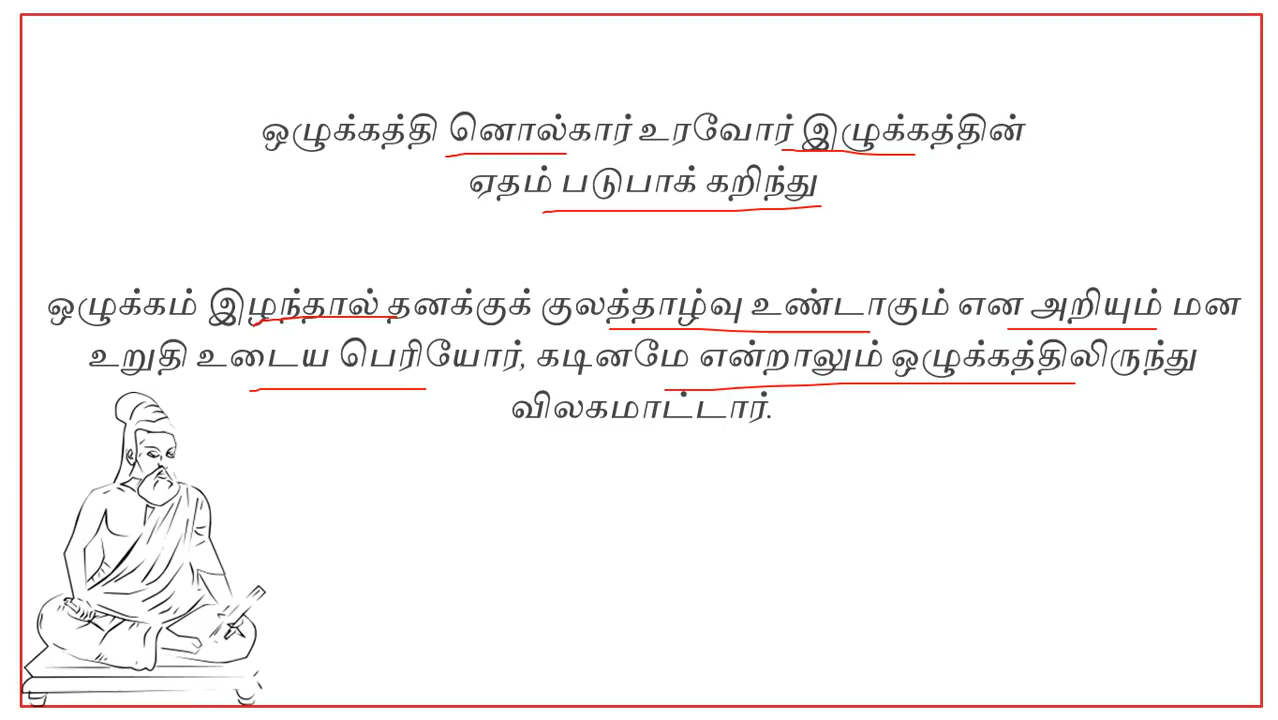 ஒழுக்கத்தி னொல்கார் உரவோர் இழுக்கத்தின்
ஏதம் படுபாக் கறிந்து
ஒழுக்கம் இழந்தால் தனக்குக் குலத்தாழ்வு உண்டாகும் என அறியும் மன
உறுதி உடைய பெரியோர், கடினமே என்றாலும் ஒழுக்கத்திலிருந்து
விலகமாட்டார்.